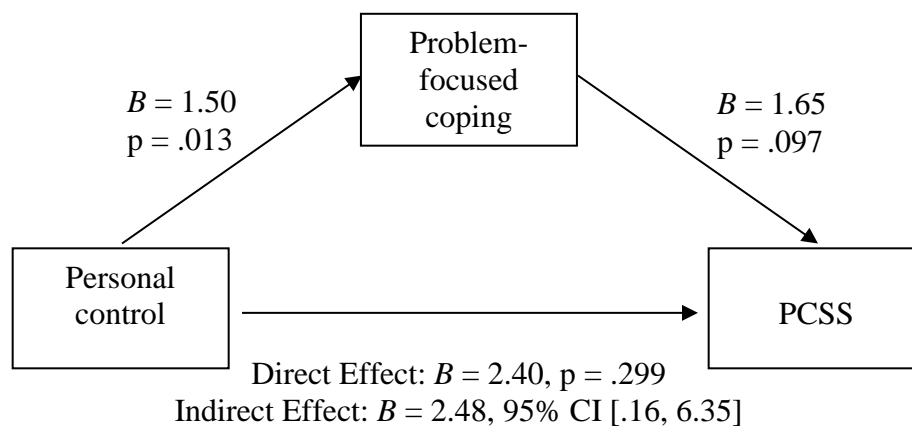 Problem-
focused
coping
B = 1.50
p = .013
B = 1.65
p = .097
Personal
control
PCSS
Direct Effect: B = 2.40, p = .299
Indirect Effect: B = 2.48, 95% CI [.16, 6.35]